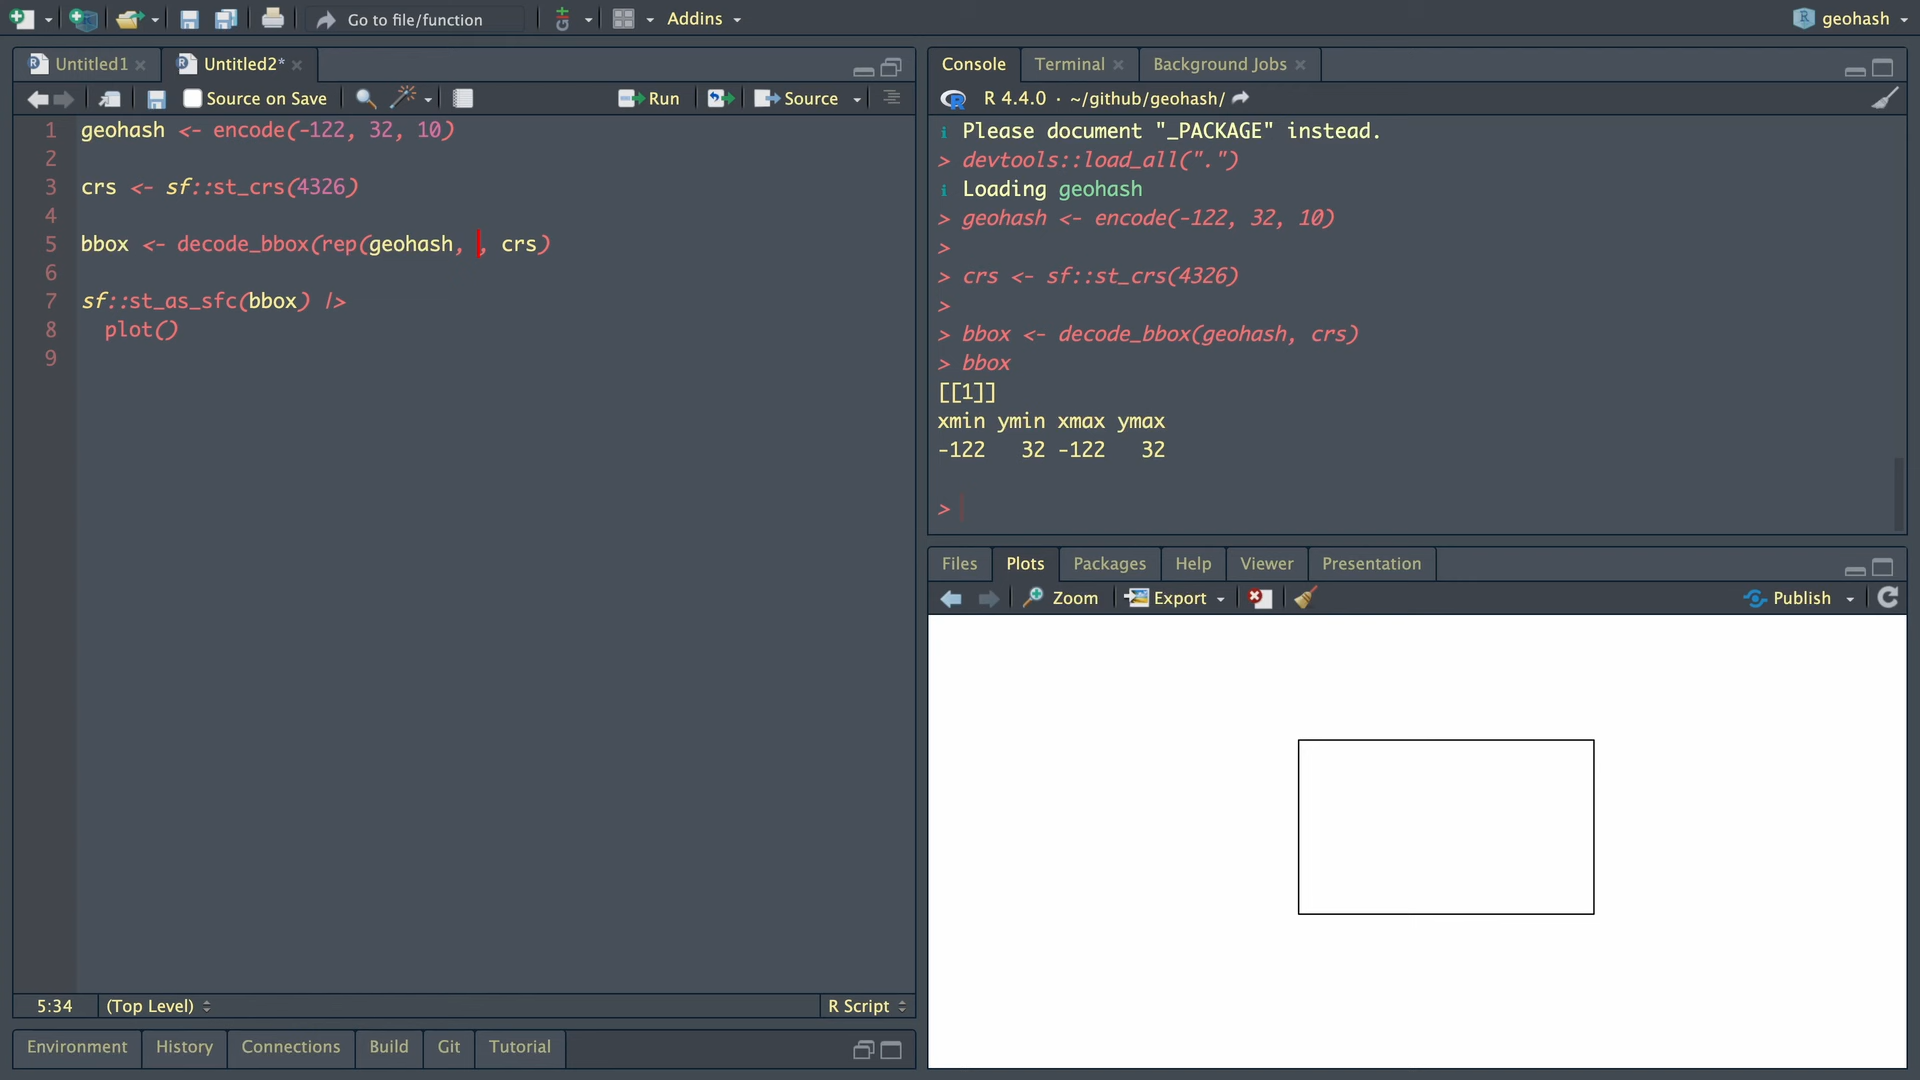 Go to file/function
Addins
geohash
Untitled1
Untitled2*
Source on Save
Run
Source
1 geohash <- encode(-122, 32, 10)
2
3 crs <- sf::st_crs(4326)
4
5 bbox <- decode_bbox(rep(geohash, , crs)
6
7 sf::st_as_sfc(bbox) |>
8   plot()
9
5:34
(Top Level)
R Script
Environment
History
Connections
Build
Git
Tutorial
Console
Terminal
Background Jobs
R 4.4.0 · ~/github/geohash/
i Please document "_PACKAGE" instead.
> devtools::load_all(".")
i Loading geohash
> geohash <- encode(-122, 32, 10)
>
> crs <- sf::st_crs(4326)
>
> bbox <- decode_bbox(geohash, crs)
> bbox
[[1]]
xmin ymin xmax ymax
-122   32 -122   32
>
Files
Plots
Packages
Help
Viewer
Presentation
Zoom
Export
Publish